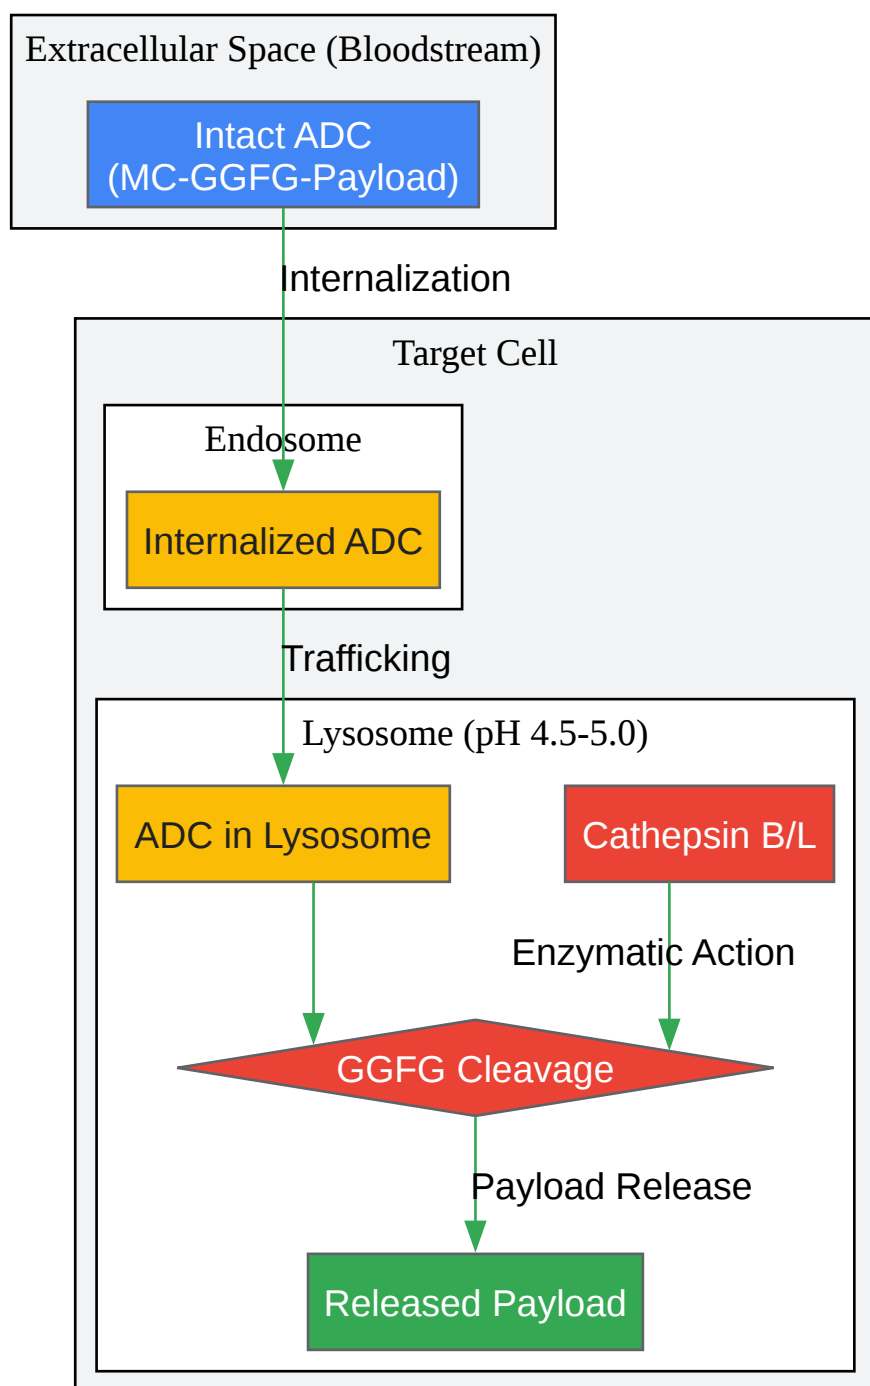 Extracellular Space (Bloodstream)
Intact ADC
(MC-GGFG-Payload)
Internalization
Target Cell
Endosome
Internalized ADC
Trafficking
Lysosome (pH 4.5-5.0)
ADC in Lysosome
Cathepsin B/L
Enzymatic Action
GGFG Cleavage
Payload Release
Released Payload